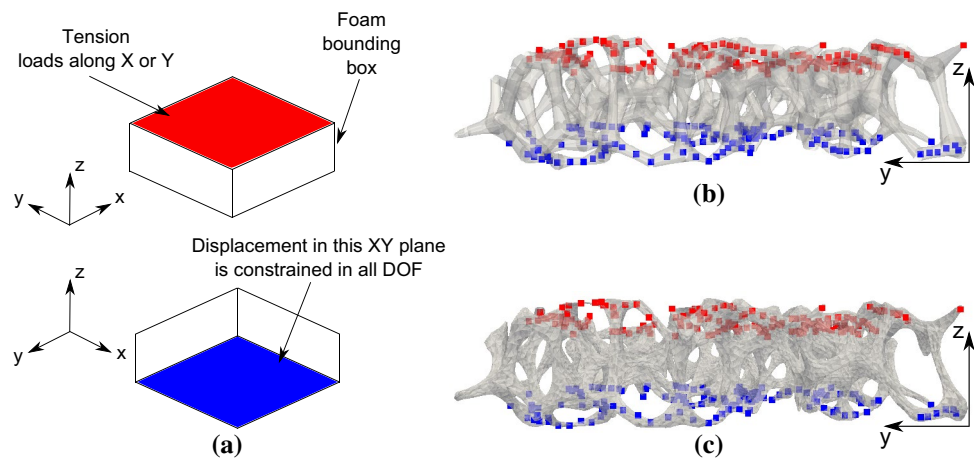 Tension
loads along X or Y
Foam
bounding
box
z
y
x
Displacement in this XY plane
is constrained in all DOF
z
y
x
(a)
z
y
(b)
z
y
(c)